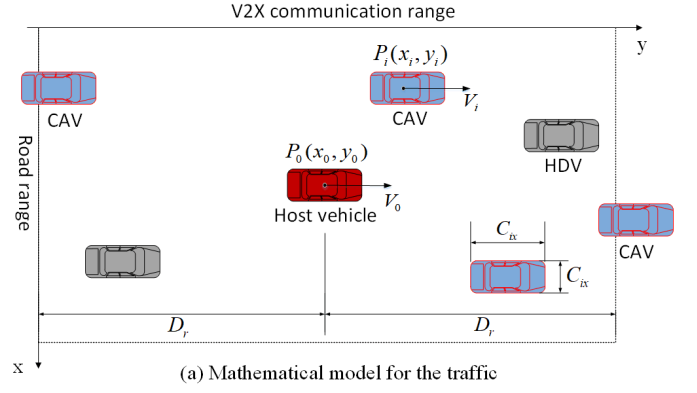 V2X communication range
y
P_i(x_i, y_i)
V_i
CAV
CAV
HDV
Road range
P_0(x_0, y_0)
V_0
Host vehicle
C_ix
CAV
C_ix
D_r
D_r
x
(a) Mathematical model for the traffic